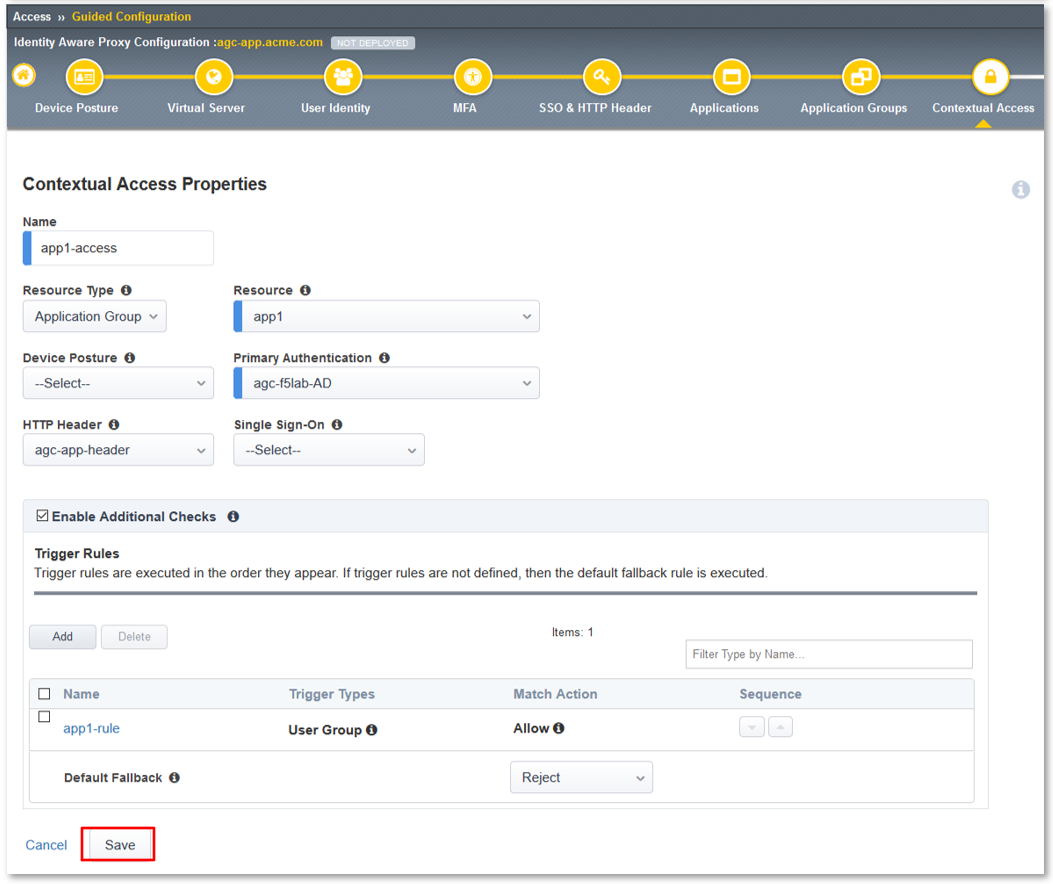 Access » Guided Configuration
Identity Aware Proxy Configuration :agc-app.acme.com NOT DEPLOYED
Device Posture Virtual Server User Identity MFA SSO & HTTP Header Applications Application Groups Contextual Access
Contextual Access Properties
Name
app1-access
Resource Type Resource
Application Group app1
Device Posture Primary Authentication
--Select-- agc-f5lab-AD
HTTP Header Single Sign-On
agc-app-header --Select--
Enable Additional Checks
Trigger Rules
Trigger rules are executed in the order they appear. If trigger rules are not defined, then the default fallback rule is executed.
Add Delete Items: 1
Filter Type by Name...
Name Trigger Types Match Action Sequence
app1-rule User Group Allow
Default Fallback Reject
Cancel Save